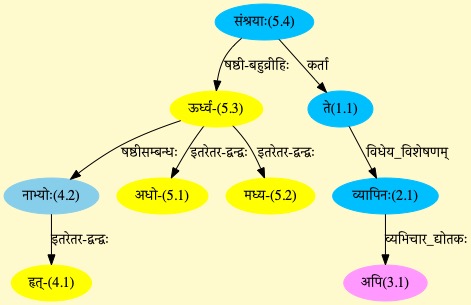 संश्रयाः(5.4)
षष्ठी-बहुव्रीहिः कर्ता
ऊर्ध्व-(5.3) ते(1.1)
षष्ठीसम्बन्धः इतरेतर-द्वन्द्वः इतरेतर-द्वन्द्वः विधेय_विशेषणम्
नाभ्योः(4.2) अधो-(5.1) मध्य-(5.2) व्यापिनः(2.1)
इतरेतर-द्वन्द्वः व्यभिचार_द्योतकः
हृत्-(4.1) अपि(3.1)